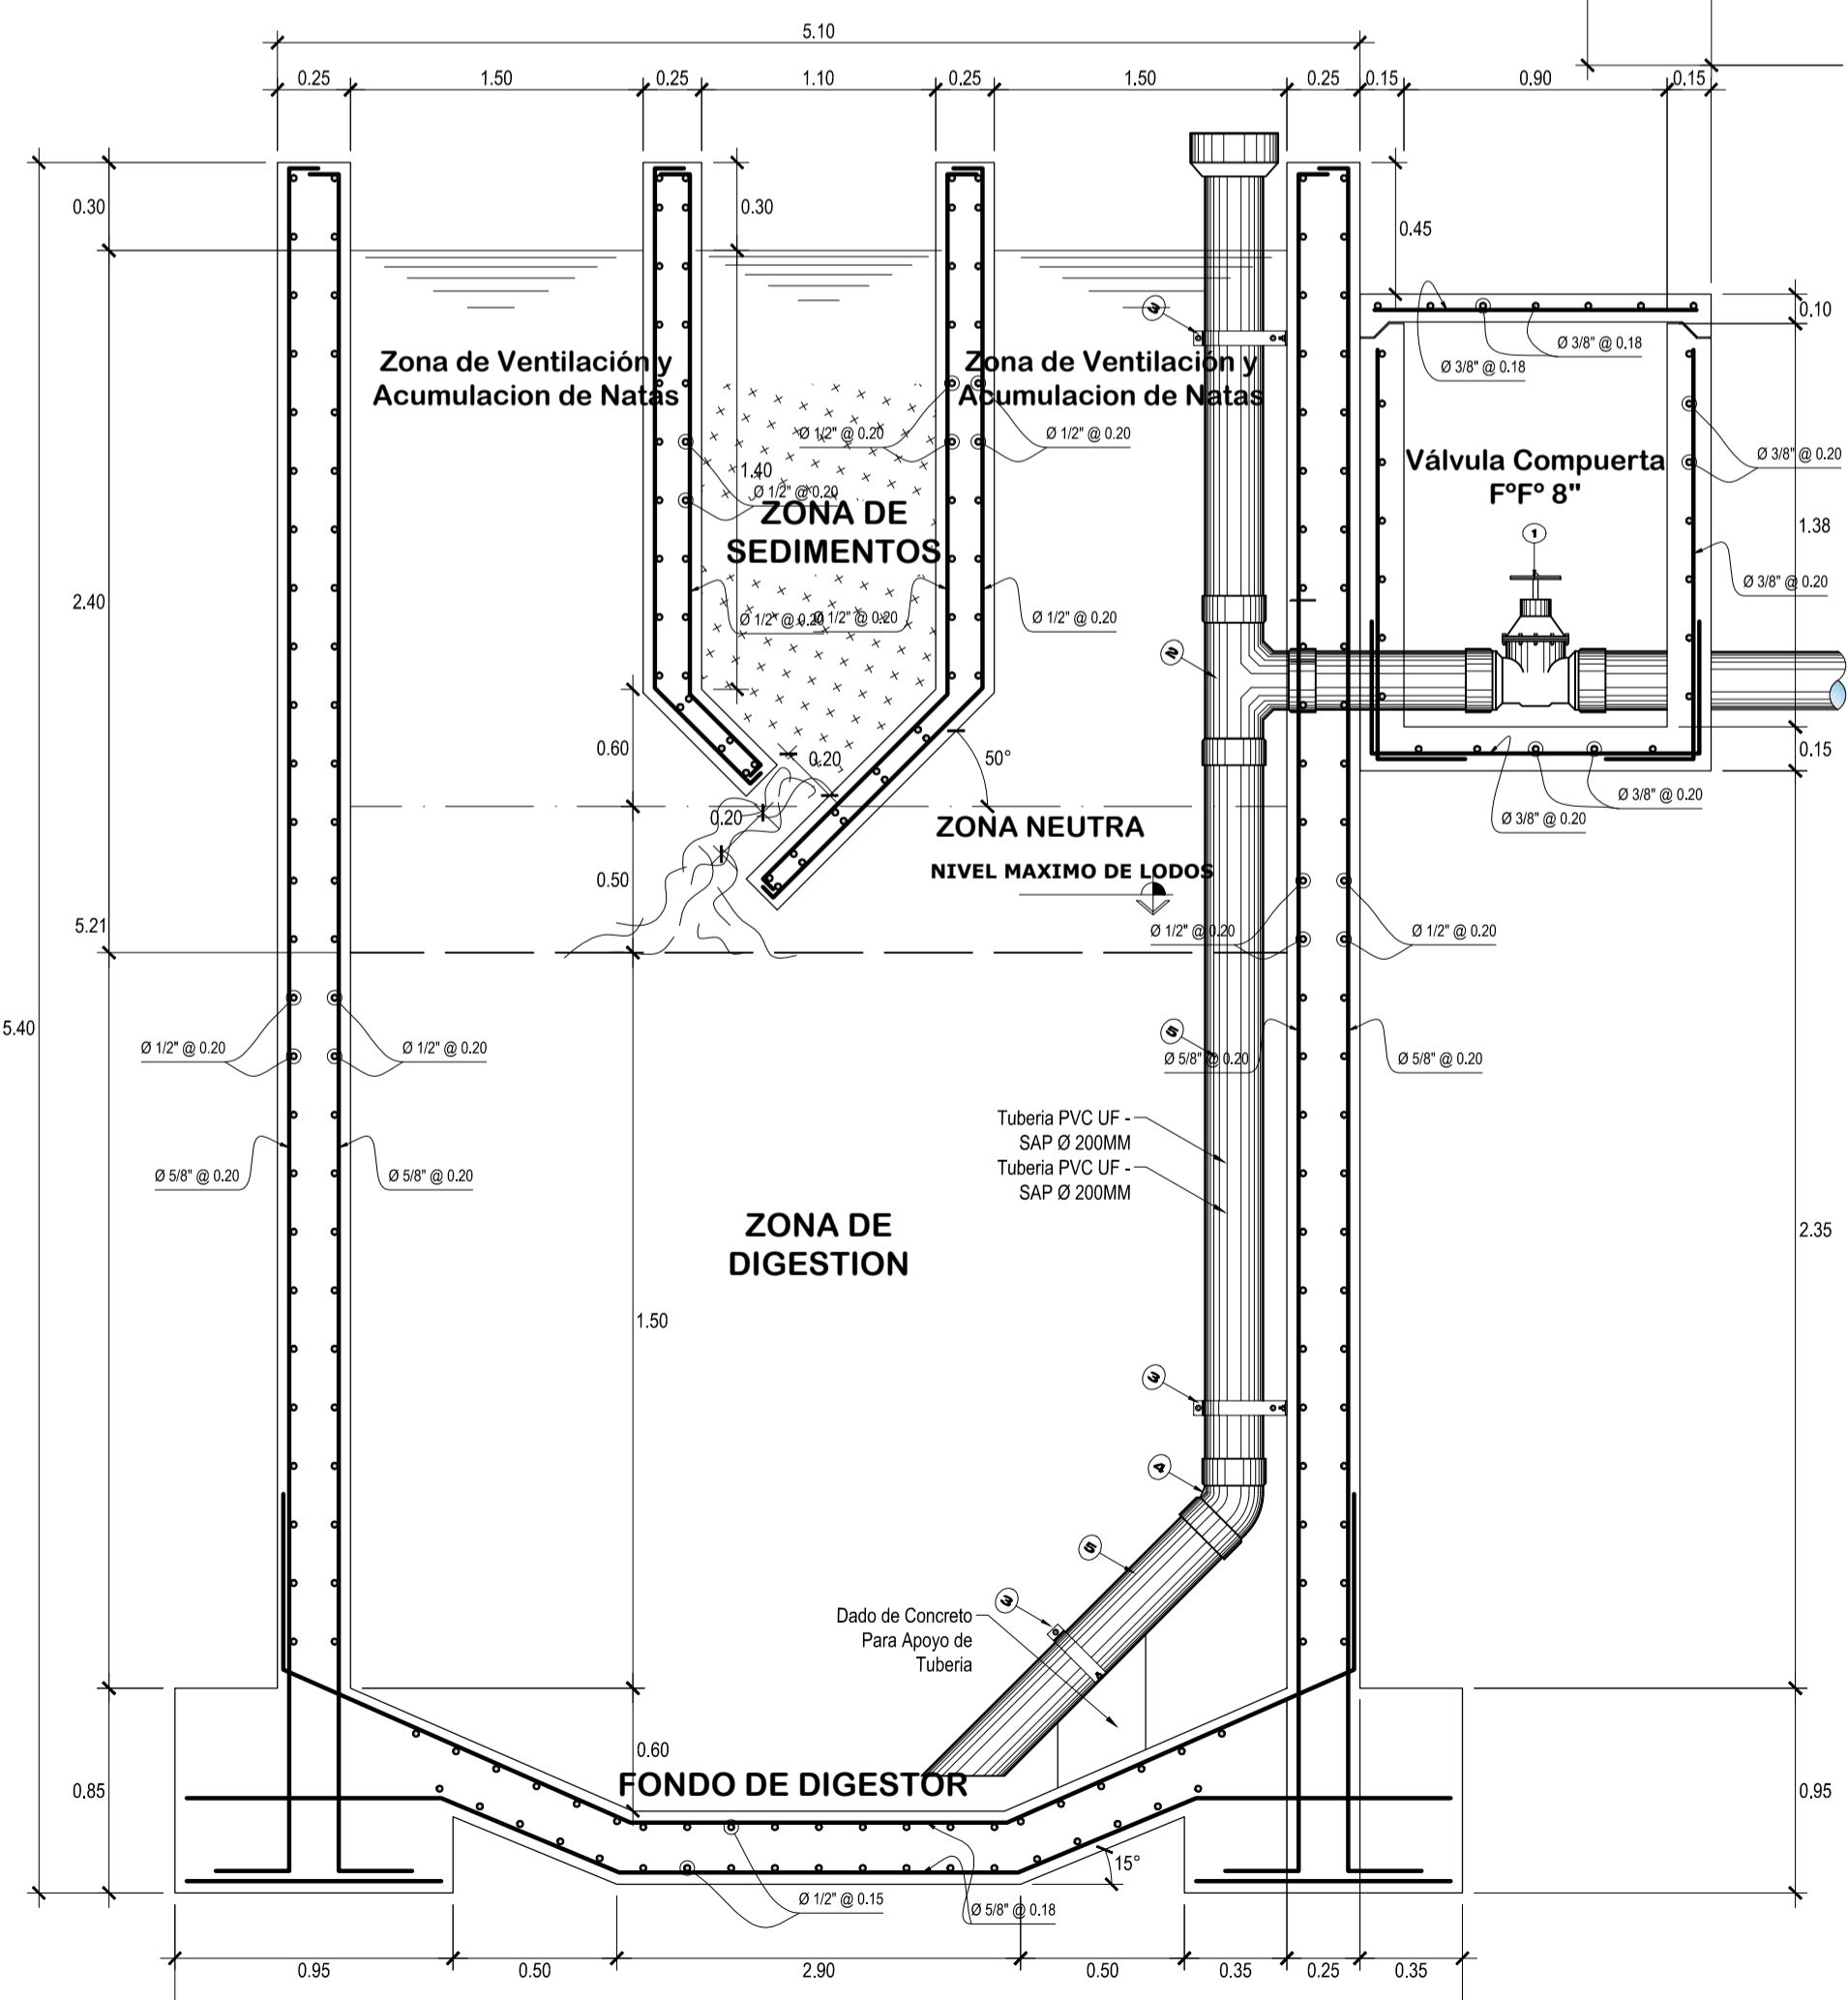 5.10
0.25 1.50 0.25 1.10 0.25 1.50 0.25 0.15 0.90 0.15
0.30
0.30
0.45
0.10
Ø 3/8" @ 0.18
Ø 3/8" @ 0.18
3
Zona de Ventilación y
Acumulacion de Natas
Zona de Ventilación y
Acumulacion de Natas
Ø 1/2" @ 0.20
Ø 1/2" @ 0.20
1.40
Ø 1/2" @ 0.20
Válvula Compuerta
FºFº 8"
Ø 3/8" @ 0.20
ZONA DE
SEDIMENTOS
1
1.38
Ø 3/8" @ 0.20
2.40
Ø 1/2" @ 0.20
Ø 1/2" @ 0.20
Ø 1/2" @ 0.20
2
0.60
0.20
50°
0.15
0.20
Ø 3/8" @ 0.20
Ø 3/8" @ 0.20
ZONA NEUTRA
NIVEL MAXIMO DE LODOS
0.50
5.21
Ø 1/2" @ 0.20
Ø 1/2" @ 0.20
5.40
Ø 1/2" @ 0.20
Ø 1/2" @ 0.20
5
Ø 5/8" @ 0.20
Ø 5/8" @ 0.20
Tuberia PVC UF -
SAP Ø 200MM
Tuberia PVC UF -
SAP Ø 200MM
Ø 5/8" @ 0.20
Ø 5/8" @ 0.20
ZONA DE
DIGESTION
2.35
1.50
3
4
5
3
Dado de Concreto
Para Apoyo de
Tuberia
0.60
FONDO DE DIGESTOR
0.85
0.95
15°
Ø 1/2" @ 0.15
Ø 5/8" @ 0.18
0.95 0.50 2.90 0.50 0.35 0.25 0.35